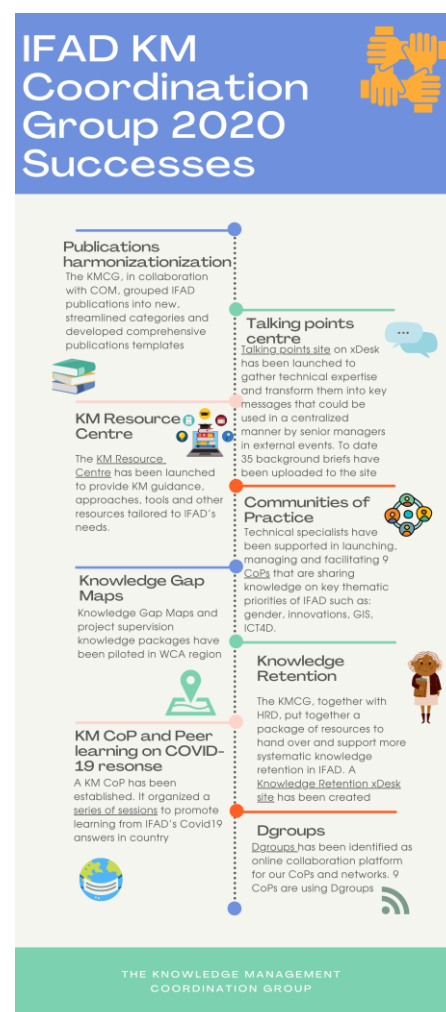 IFAD KM
Coordination
Group 2020
Successes
Publications
harmonizationization
The KMCG, in collaboration
with COM, grouped IFAD
publications into new,
streamlined categories and
developed comprehensive
publications templates
Talking points
centre
Talking points site on xDesk
has been launched to
gather technical expertise
and transform them into key
messages that could be
used in a centralized
manner by senior managers
in external events. To date
35 background briefs have
been uploaded to the site
KM Resource
Centre
The KM Resource
Centre has been launched
to provide KM guidance,
approaches, tools and other
resources tailored to IFAD's
needs.
Communities of
Practice
Technical specialists have
been supported in launching,
managing and facilitating 9
CoPs that are sharing
knowledge on key thematic
priorities of IFAD such as:
gender, innovations, GIS,
ICT4D.
Knowledge Gap
Maps
Knowledge Gap Maps and
project supervision
knowledge packages have
been piloted in WCA region
Knowledge
Retention
The KMCG, together with
HRD, put together a
package of resources to
hand over and support more
systematic knowledge
retention in IFAD. A
Knowledge Retention xDesk
site has been created
KM CoP and Peer
learning on COVID-
19 resonse
A KM CoP has been
established. It organized a
series of sessions to promote
learning from IFAD's Covid19
answers in country
Dgroups
Dgroups has been identified as
online collaboration platform
for our CoPs and networks. 9
CoPs are using Dgroups
THE KNOWLEDGE MANAGEMENT
COORDINATION GROUP